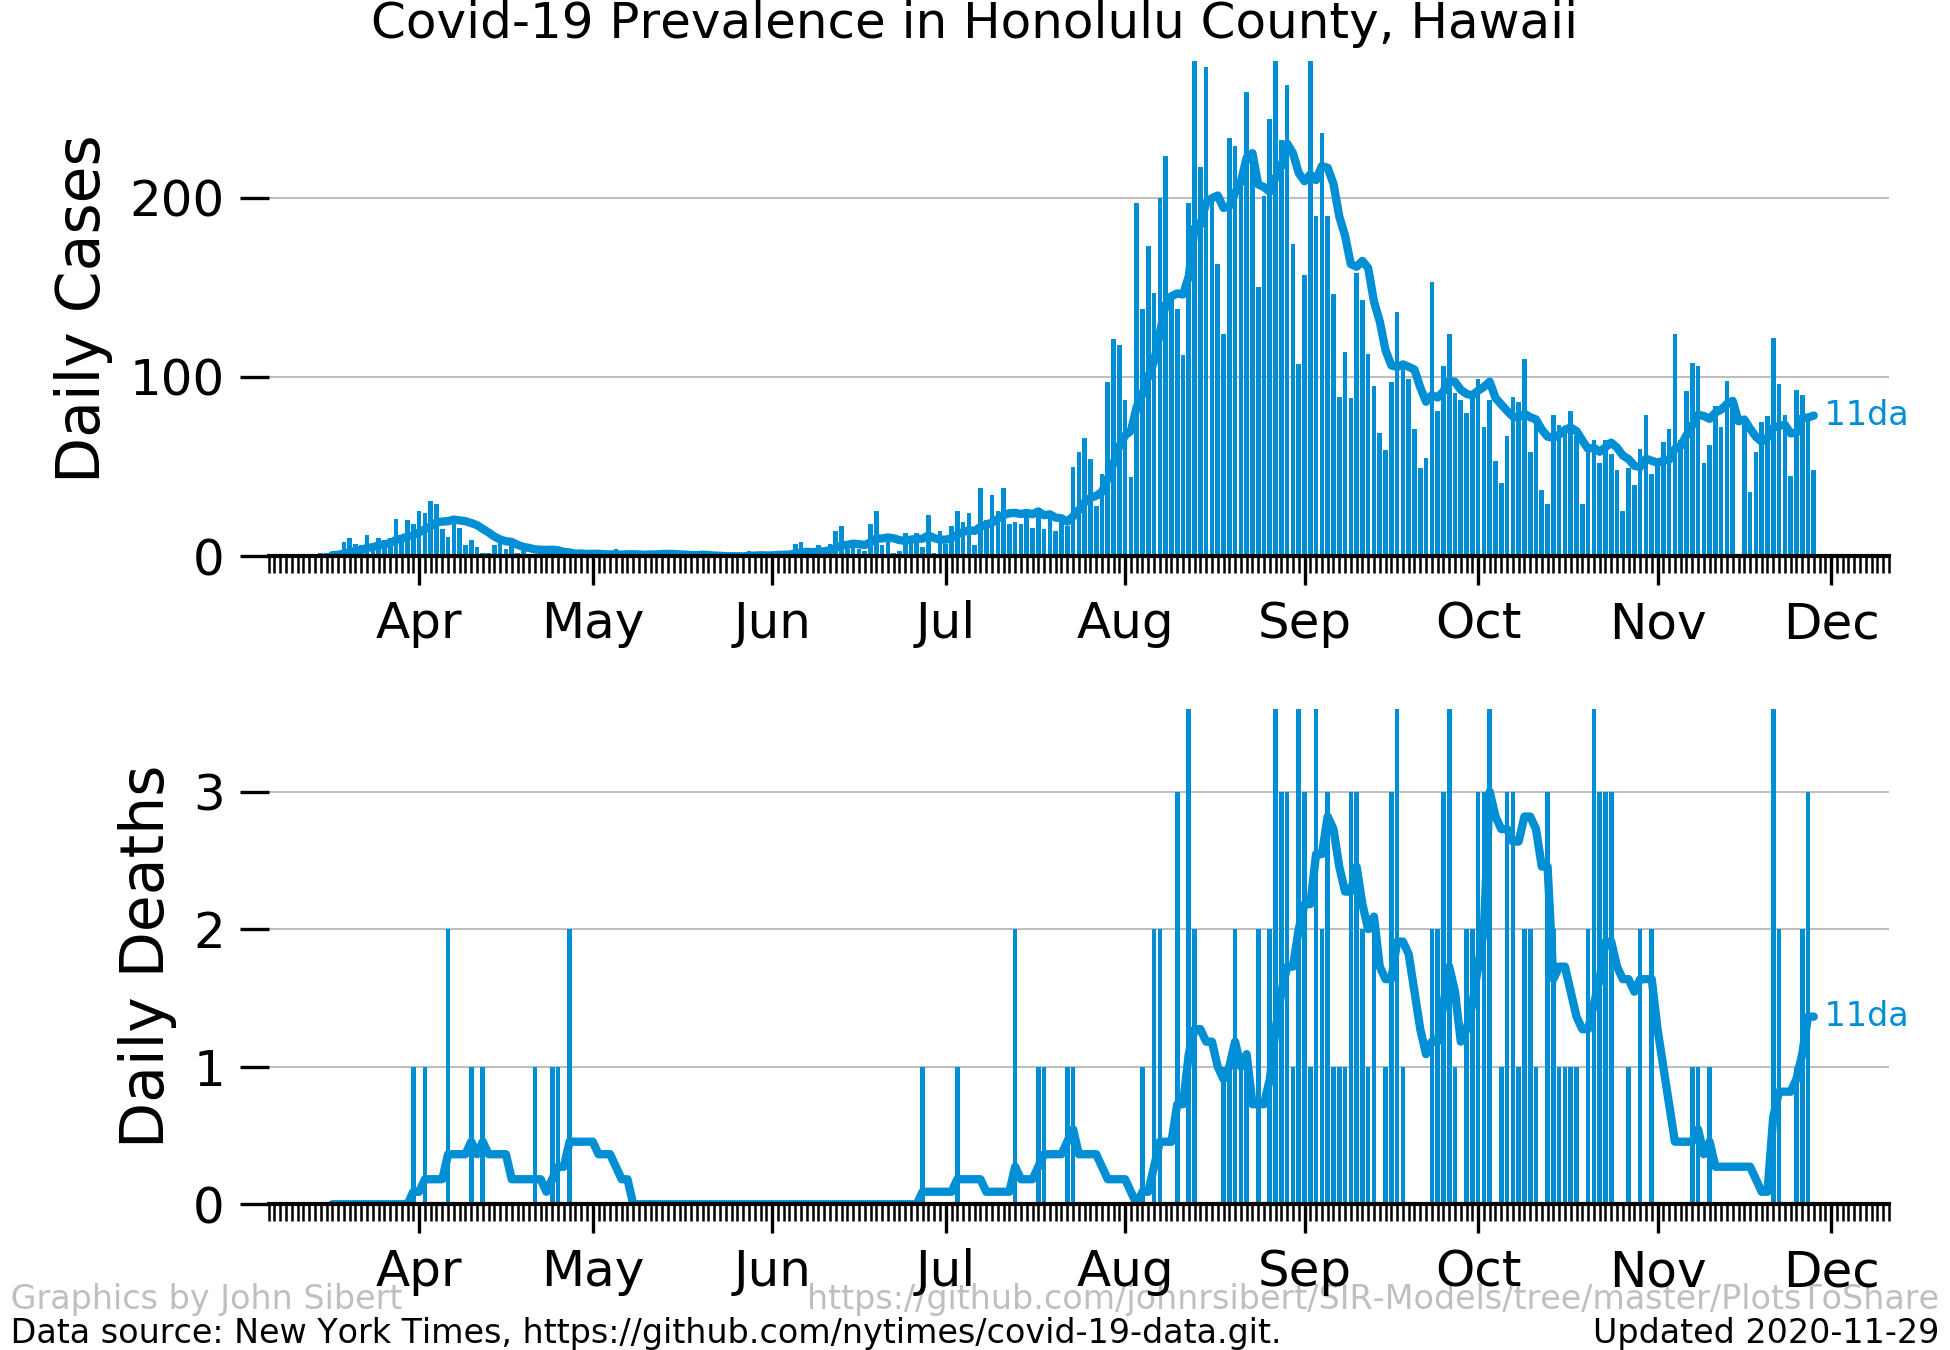 Covid-19 Prevalence in Honolulu County, Hawaii
Daily Cases
200
100
0
11da
Apr May Jun Jul Aug Sep Oct Nov Dec
Daily Deaths
3
2
1
0
11da
Apr May Jun Jul Aug Sep Oct Nov Dec
Graphics by John Sibert https://github.com/johnrsibert/SIR-Models/tree/master/PlotsToShare
Data source: New York Times, https://github.com/nytimes/covid-19-data.git. Updated 2020-11-29